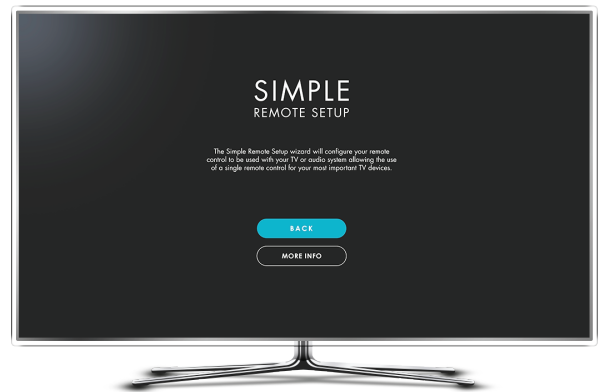 SIMPLE
REMOTE SETUP
The Simple Remote Setup wizard will configure your remote
control to be used with your TV or audio system allowing the use
of a single remote control for your most important TV devices.
BACK
MORE INFO